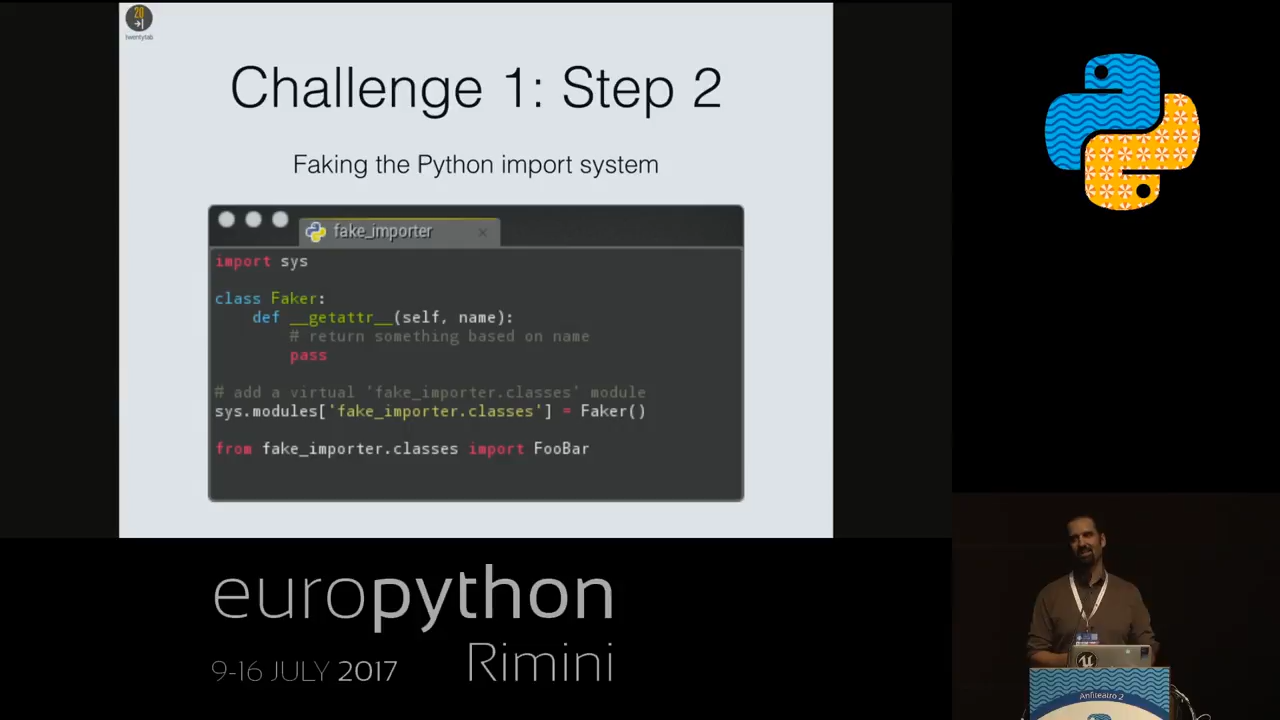 20
twentytab
Challenge 1: Step 2
Faking the Python import system
fake_importer
import sys
class Faker:
def __getattr__(self, name):
# return something based on name
pass
# add a virtual 'fake_importer.classes' module
sys.modules['fake_importer.classes'] = Faker()
from fake_importer.classes import FooBar
europython
9-16 JULY 2017
Rimini
Anfiteatro 2